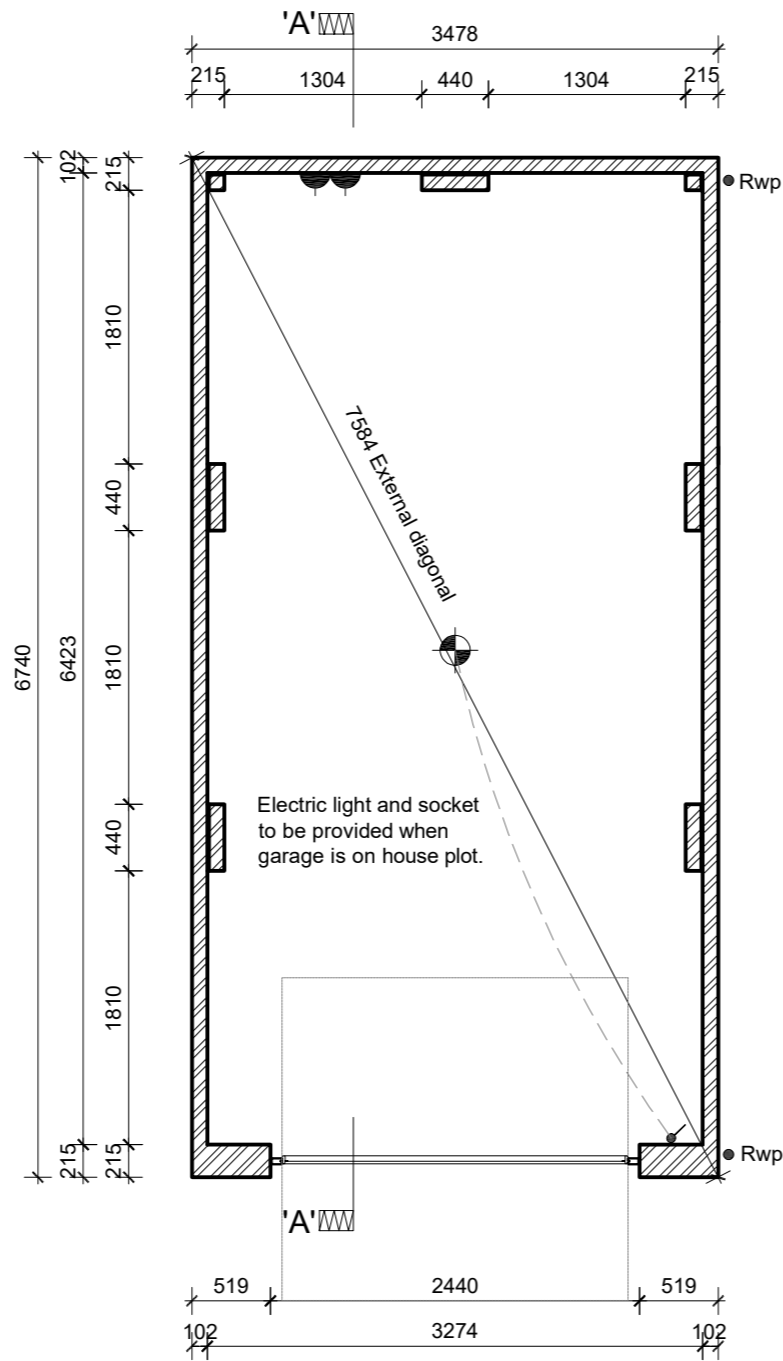 'A'
3478
215
1304
440
1304
215
102
215
Rwp
1810
440
1810
440
1810
6423
6740
7584 External diagonal
Electric light and socket
to be provided when
garage is on house plot.
215
215
Rwp
'A'
519
2440
519
102
3274
102